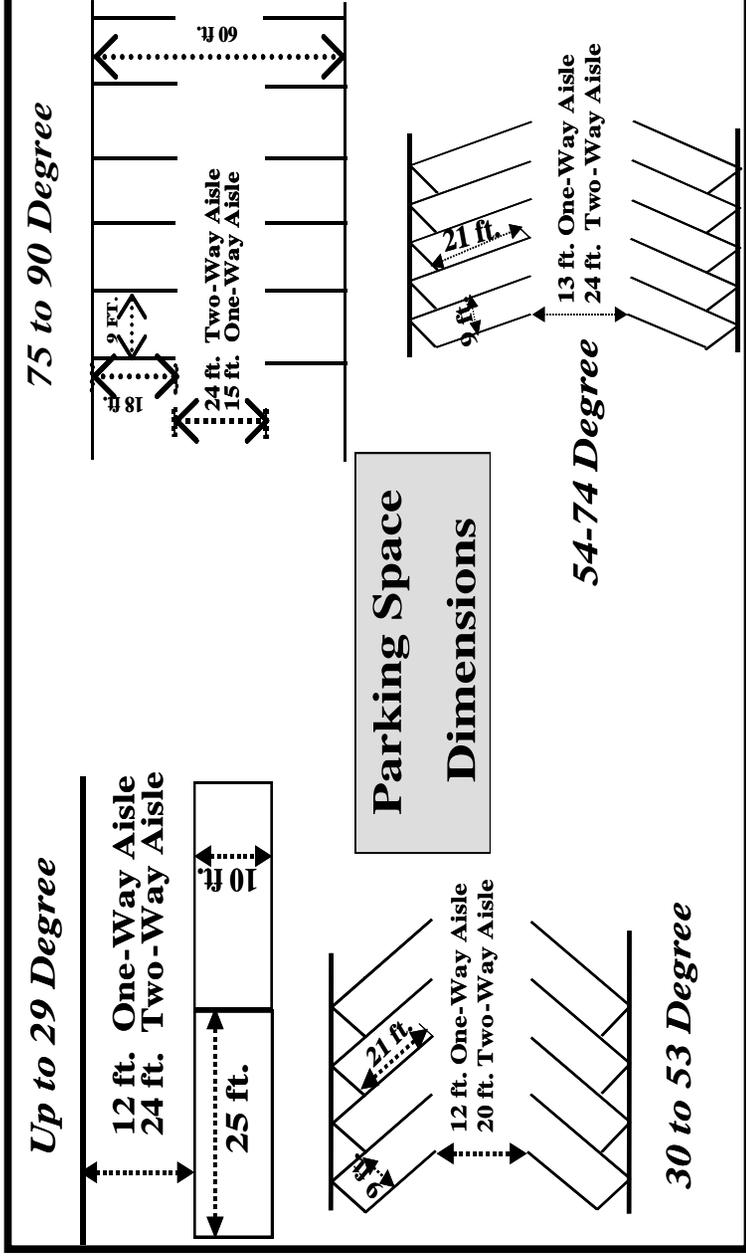 Up to 29 Degree
12 ft. One-Way Aisle
24 ft. Two-Way Aisle
10 ft.
25 ft.
75 to 90 Degree
60 ft.
9 FT.
18 ft.
24 ft. Two-Way Aisle
15 ft. One-Way Aisle
Parking Space
Dimensions
9 ft.
21 ft.
12 ft. One-Way Aisle
20 ft. Two-Way Aisle
30 to 53 Degree
9 ft.
21 ft.
13 ft. One-Way Aisle
24 ft. Two-Way Aisle
54-74 Degree